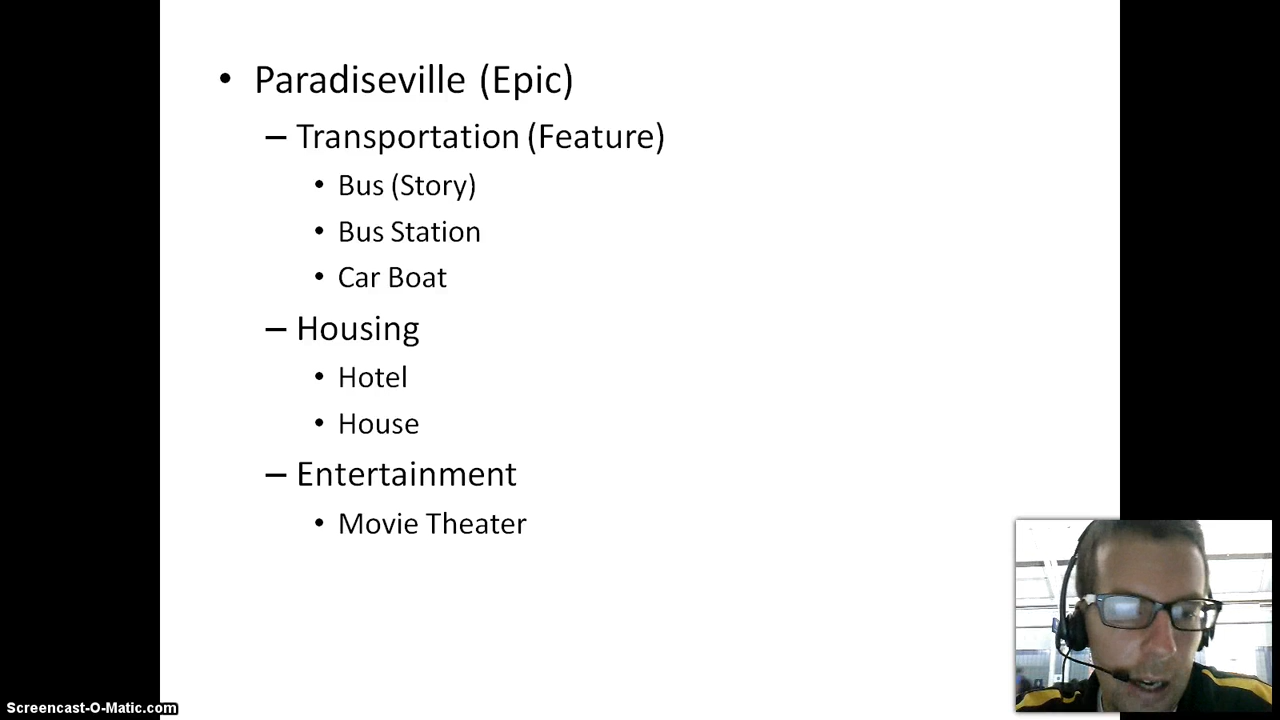 • Paradiseville (Epic)
– Transportation (Feature)
• Bus (Story)
• Bus Station
• Car Boat
– Housing
• Hotel
• House
– Entertainment
• Movie Theater
Screencast-O-Matic.com